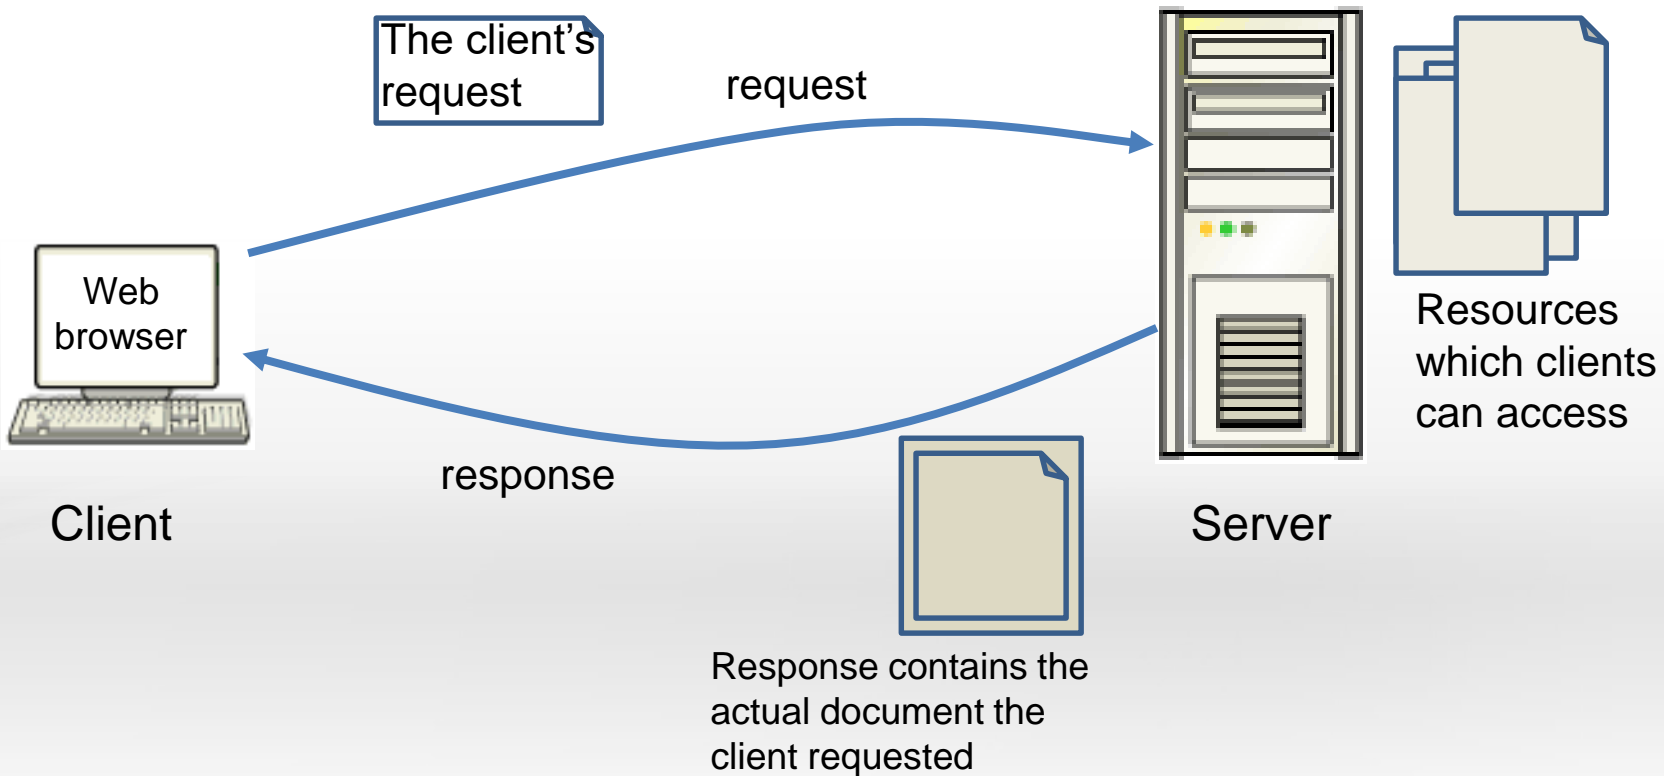 The client's
request
request
Web
browser
Resources
which clients
can access
response
Client
Server
Response contains the
actual document the
client requested